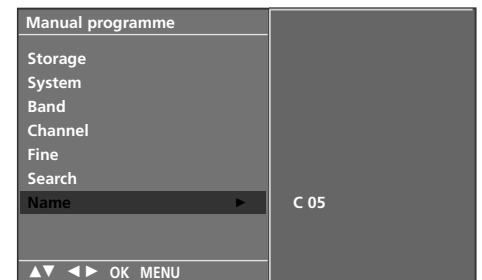 Manual programme
Storage
System
Band
Channel
Fine
Search
Name ► C 05
▲▼ ◄► OK MENU